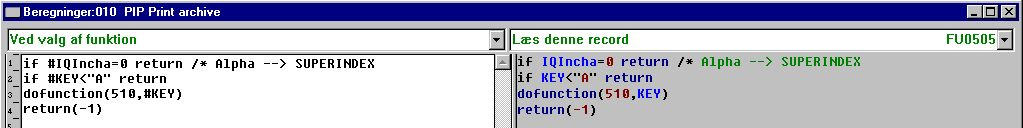 Beregninger:010 PIP Print archive
Ved valg af funktion
Læs denne record FU0505
1 if #IQIncha=0 return /* Alpha --> SUPERINDEX
2 if #KEY<"A" return
3 dofunction(510,#KEY)
4 return(-1)
if IQIncha=0 return /* Alpha --> SUPERINDEX
if KEY<"A" return
dofunction(510,KEY)
return(-1)